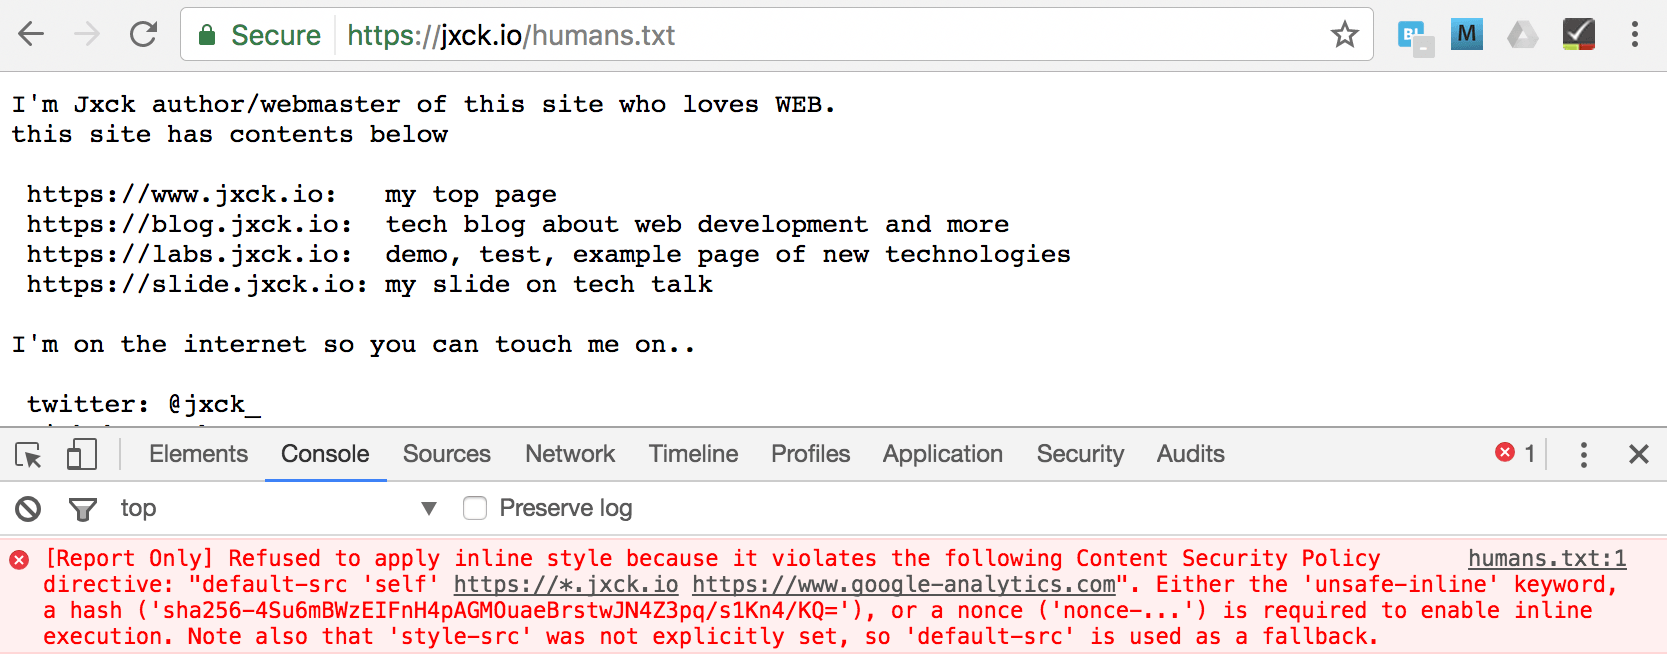 Secure https://jxck.io/humans.txt
BI M
I'm Jxck author/webmaster of this site who loves WEB.
this site has contents below
https://www.jxck.io: my top page
https://blog.jxck.io: tech blog about web development and more
https://labs.jxck.io: demo, test, example page of new technologies
https://slide.jxck.io: my slide on tech talk
I'm on the internet so you can touch me on..
twitter: @jxck_
Elements Console Sources Network Timeline Profiles Application Security Audits 1
top Preserve log
[Report Only] Refused to apply inline style because it violates the following Content Security Policy humans.txt:1
directive: "default-src 'self' https://*.jxck.io https://www.google-analytics.com". Either the 'unsafe-inline' keyword,
a hash ('sha256-4Su6mBWzEIFnH4pAGMOuaeBrstwJN4Z3pq/s1Kn4/KQ='), or a nonce ('nonce-...') is required to enable inline
execution. Note also that 'style-src' was not explicitly set, so 'default-src' is used as a fallback.